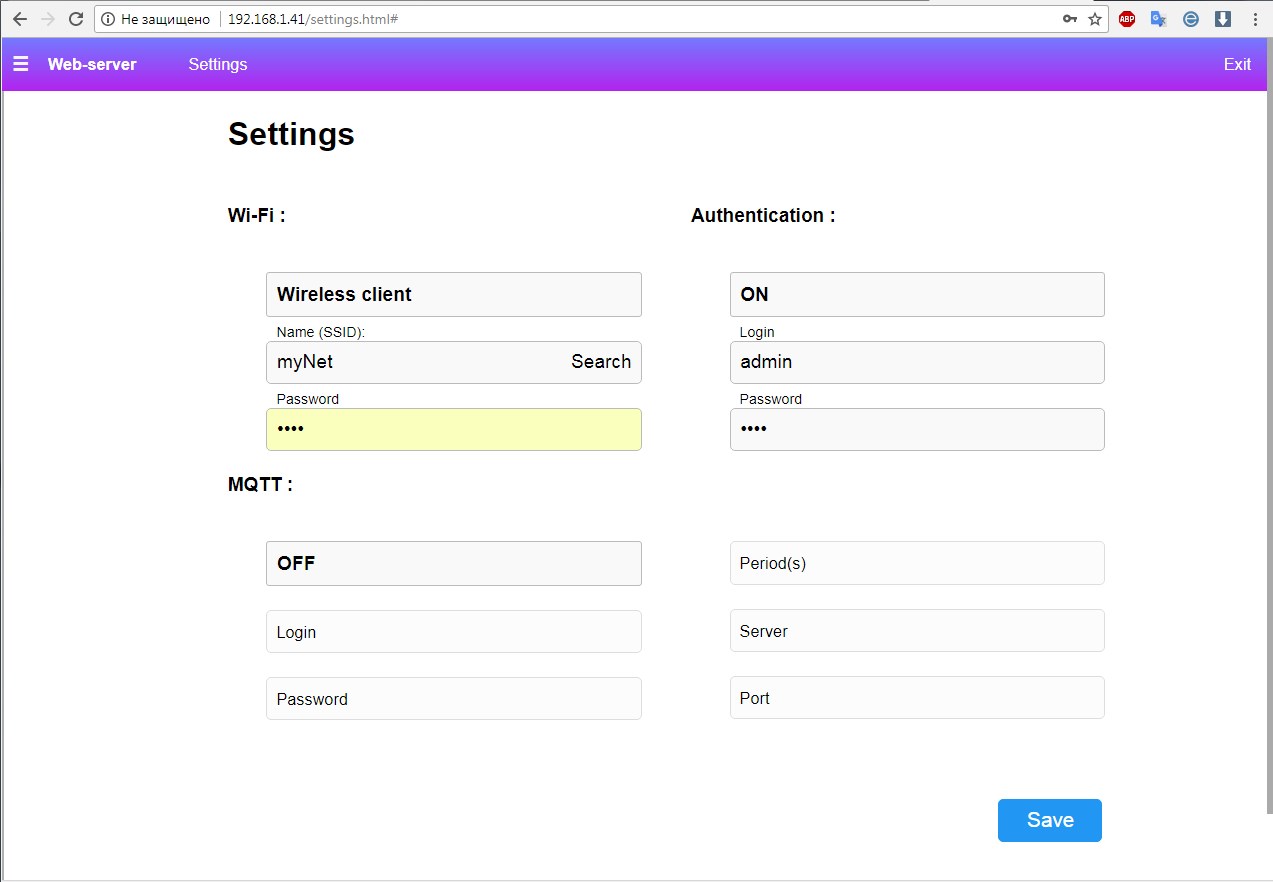 Не защищено 192.168.1.41/settings.html#
ABP
Web-server Settings Exit
Settings
Wi-Fi : Authentication :
Wireless client ON
Name (SSID): Login
myNet Search admin
Password Password
•••• ••••
MQTT :
OFF Period(s)
Login Server
Password Port
Save